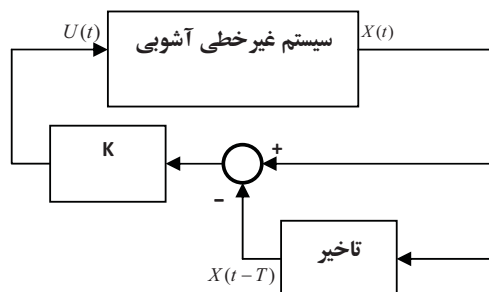 U(t)
سیستم غیرخطی آشوبی
X(t)
K
+
−
تاخیر
X(t−T)